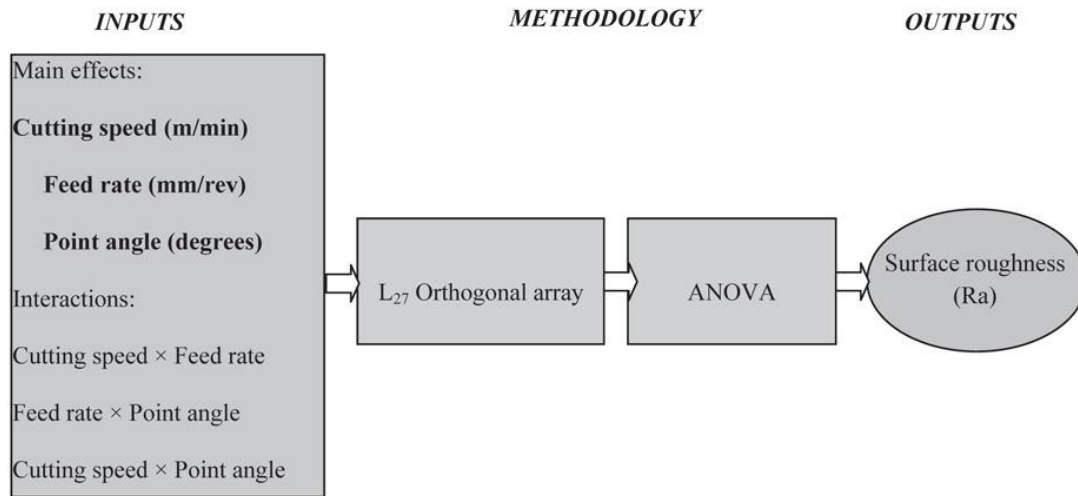 INPUTS
METHODOLOGY
OUTPUTS
Main effects:
Cutting speed (m/min)
Feed rate (mm/rev)
Point angle (degrees)
Interactions:
Cutting speed × Feed rate
Feed rate × Point angle
Cutting speed × Point angle
L₂₇ Orthogonal array
ANOVA
Surface roughness
(Ra)